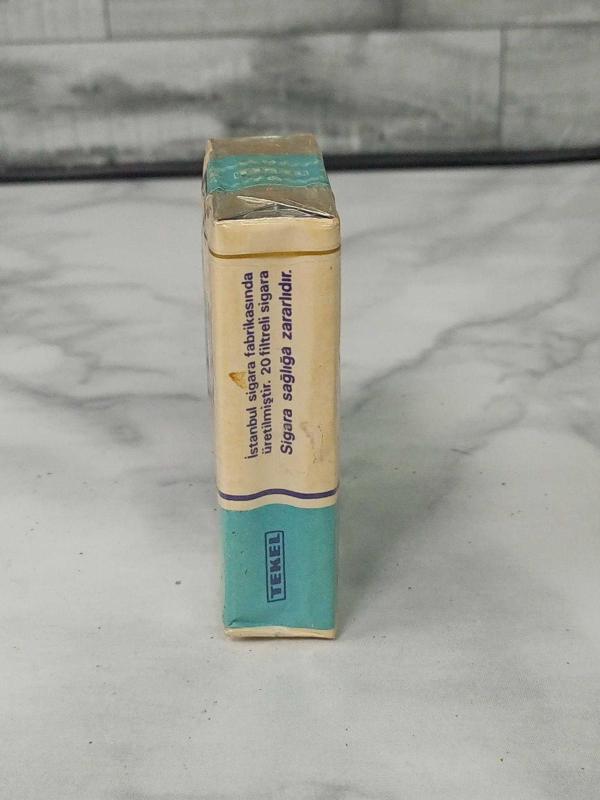 İstanbul sigara fabrikasında
üretilmiştir. 20 filtreli sigara
Sigara sağlığa zararlıdır.
TEKEL